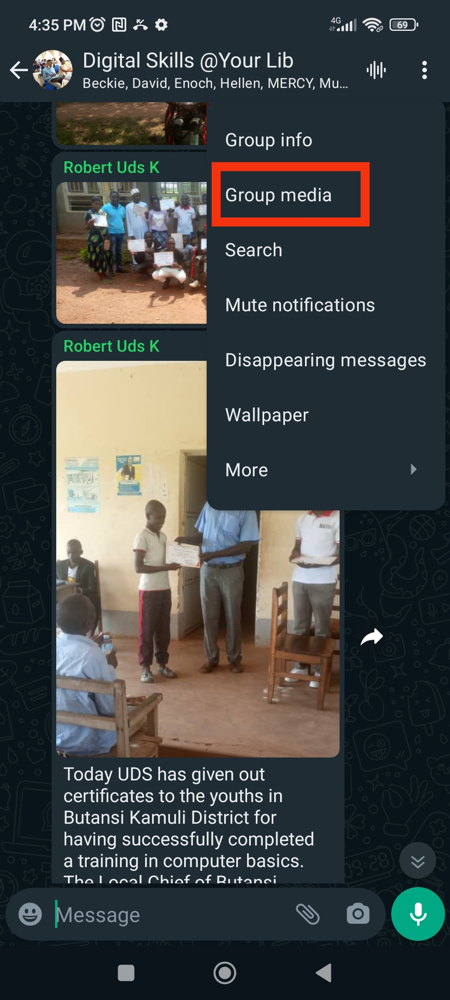 4:35 PM
4G
69
Digital Skills @Your Lib
Beckie, David, Enoch, Hellen, MERCY, Mu...
Group info
Robert Uds K
Group media
Search
Mute notifications
Robert Uds K
Disappearing messages
Wallpaper
More
Today UDS has given out
certificates to the youths in
Butansi Kamuli District for
having successfully completed
a training in computer basics.
The Local Chief of Butansi
Message